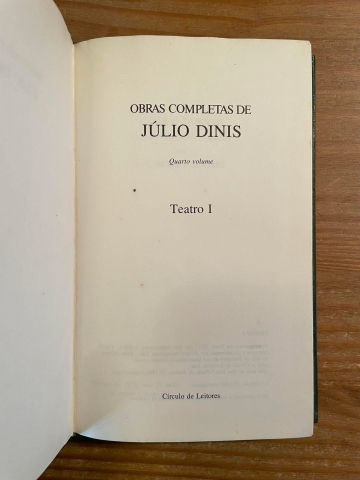 OBRAS COMPLETAS DE
JÚLIO DINIS
Quarto volume
Teatro I
Círculo de Leitores